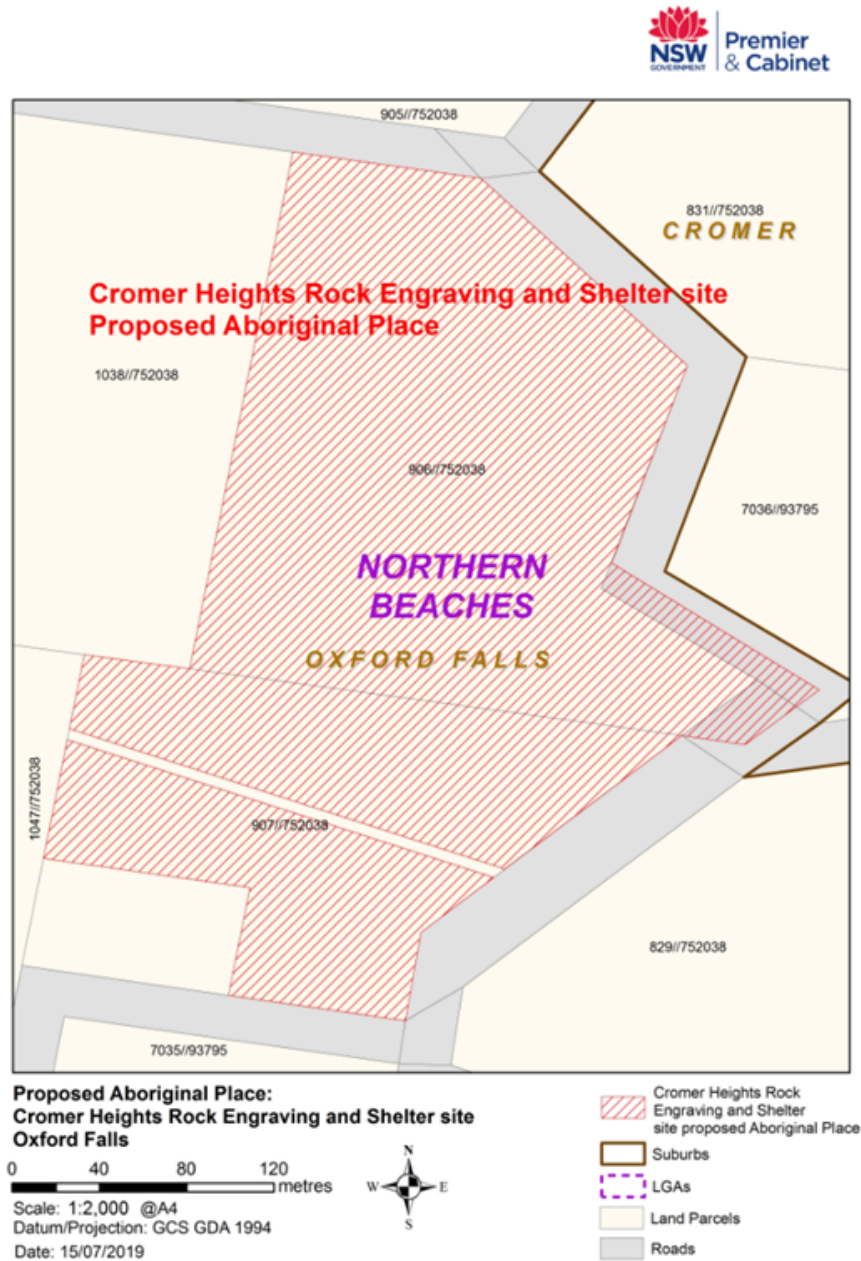 NSW
GOVERNMENT
Premier
& Cabinet
905//752038
831//752038
CROMER
Cromer Heights Rock Engraving and Shelter site
Proposed Aboriginal Place
1038//752038
906//752038
7036//93795
NORTHERN
BEACHES
OXFORD FALLS
1047//752038
907//752038
829//752038
7035//93795
Proposed Aboriginal Place:
Cromer Heights Rock Engraving and Shelter site
Oxford Falls
0 40 80 120
metres
Scale: 1:2,000 @A4
Datum/Projection: GCS GDA 1994
Date: 15/07/2019
N
W E
S
Cromer Heights Rock
Engraving and Shelter
site proposed Aboriginal Place
Suburbs
LGAs
Land Parcels
Roads